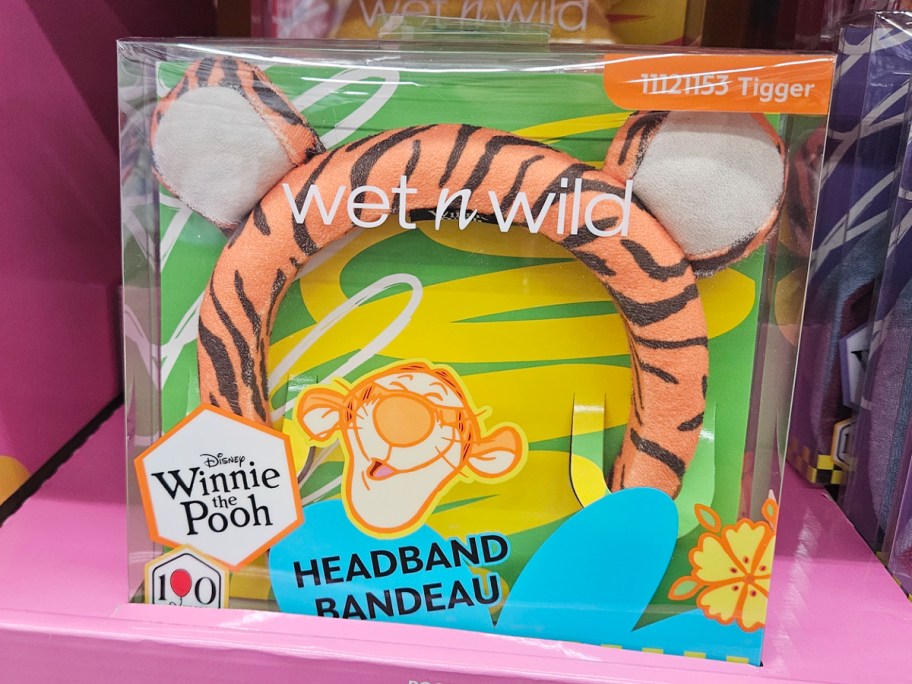 wet n wild
11121153 Tigger
wet n wild
Disney
Winnie
the
Pooh
HEADBAND
BANDEAU
100